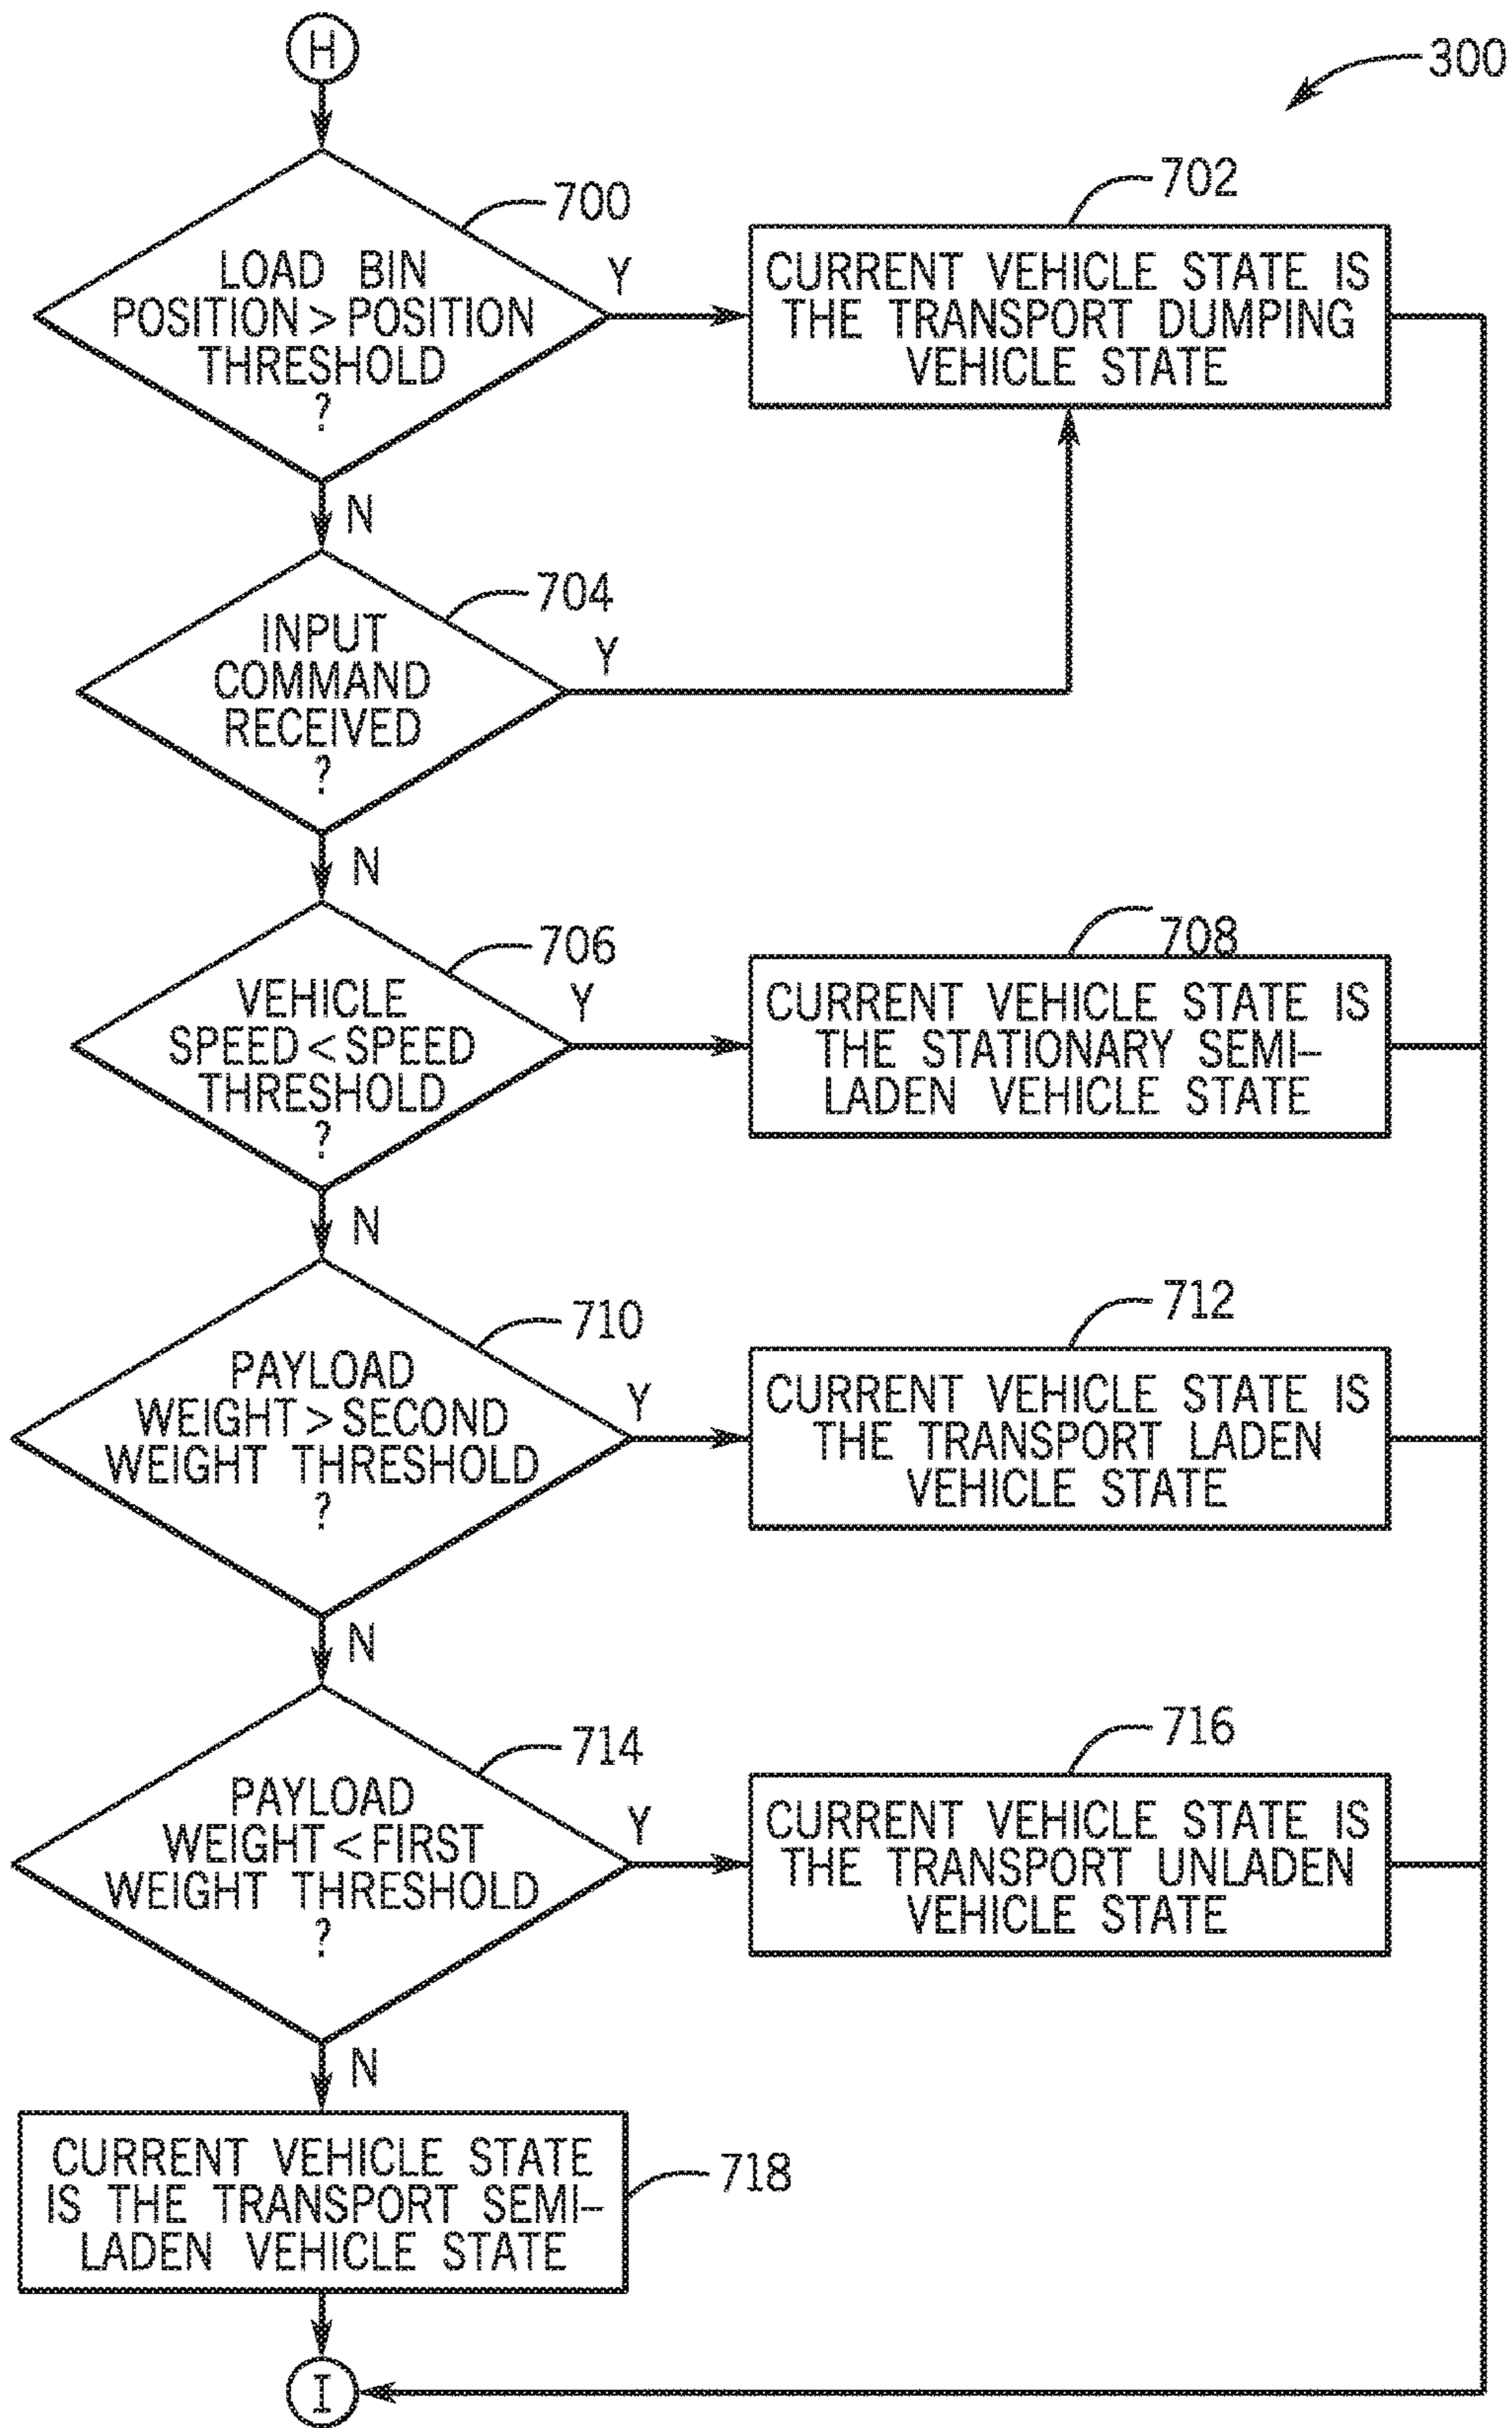 H
300
700
702
LOAD BIN
POSITION > POSITION
THRESHOLD
?
Y
CURRENT VEHICLE STATE IS
THE TRANSPORT DUMPING
VEHICLE STATE
N
704
INPUT
COMMAND
RECEIVED
?
Y
N
706
708
VEHICLE
SPEED < SPEED
THRESHOLD
?
Y
CURRENT VEHICLE STATE IS
THE STATIONARY SEMI-
LADEN VEHICLE STATE
N
710
712
PAYLOAD
WEIGHT > SECOND
WEIGHT THRESHOLD
?
Y
CURRENT VEHICLE STATE IS
THE TRANSPORT LADEN
VEHICLE STATE
N
714
716
PAYLOAD
WEIGHT < FIRST
WEIGHT THRESHOLD
?
Y
CURRENT VEHICLE STATE IS
THE TRANSPORT UNLADEN
VEHICLE STATE
N
CURRENT VEHICLE STATE
IS THE TRANSPORT SEMI-
LADEN VEHICLE STATE
718
I